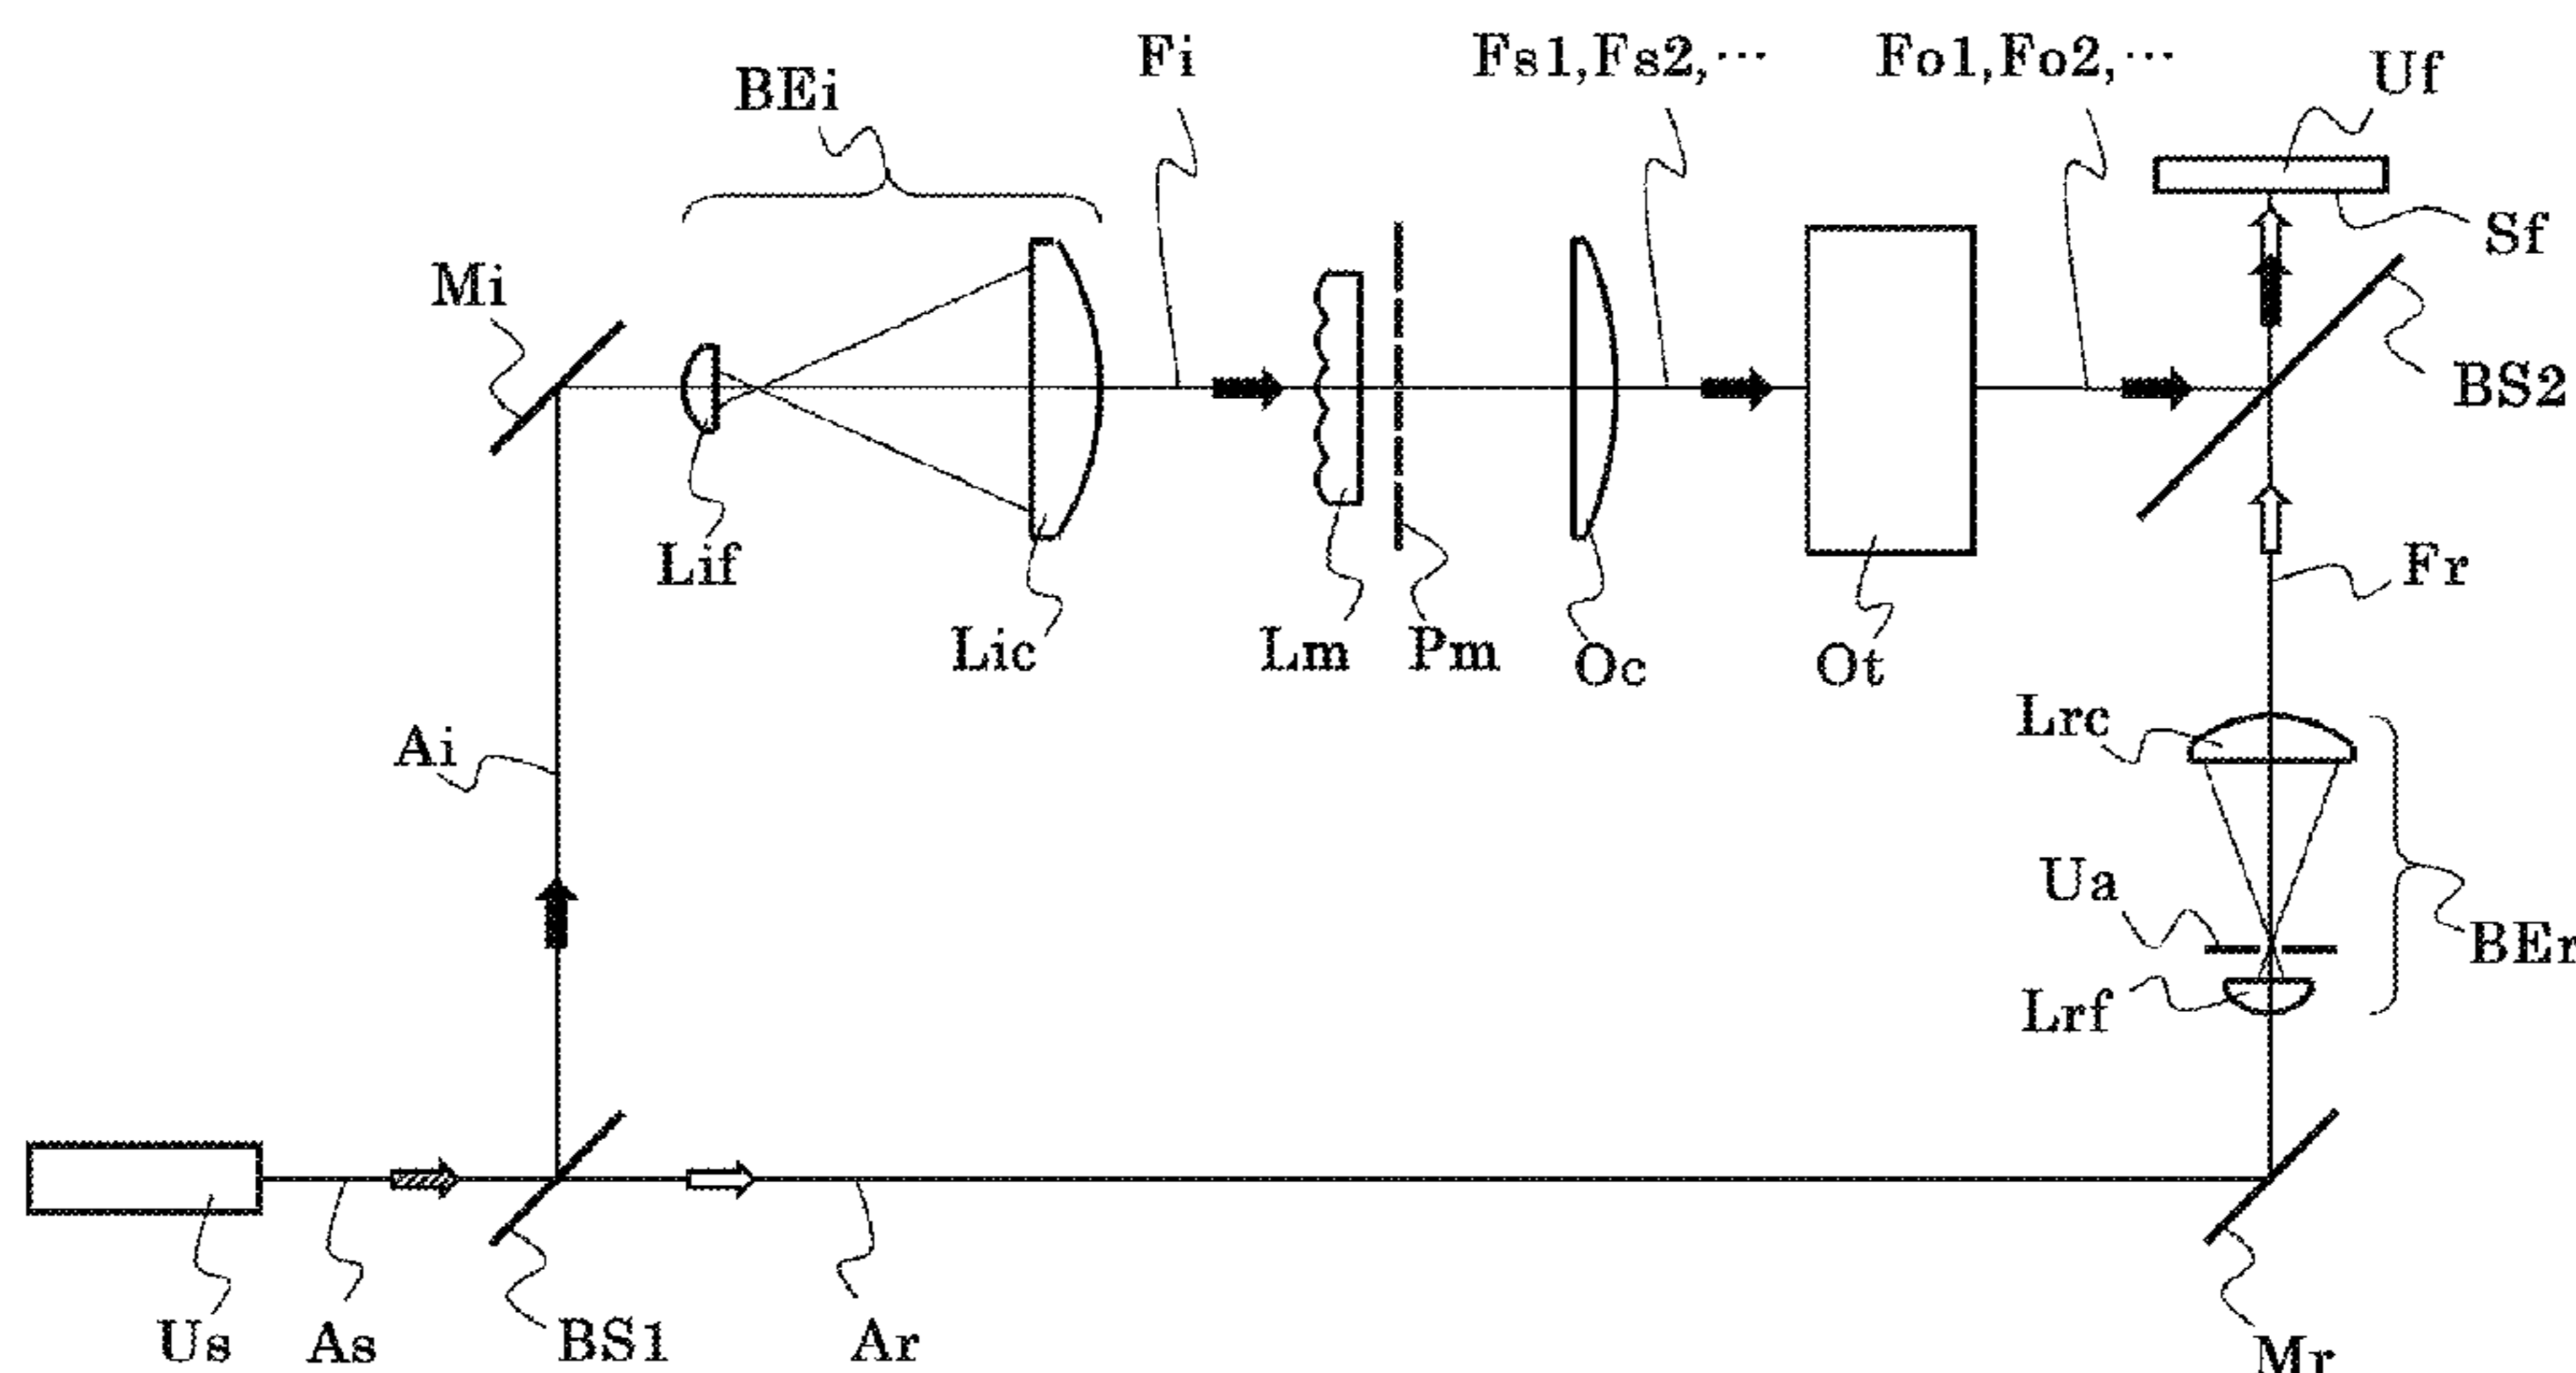 Fi
Fs1,Fs2,···
Fo1,Fo2,···
Uf
BEi
Sf
Mi
BS2
Lif
Fr
Lic
Lm
Pm
Oc
Ot
Lrc
Ai
Ua
BEr
Lrf
Us
As
BS1
Ar
Mr